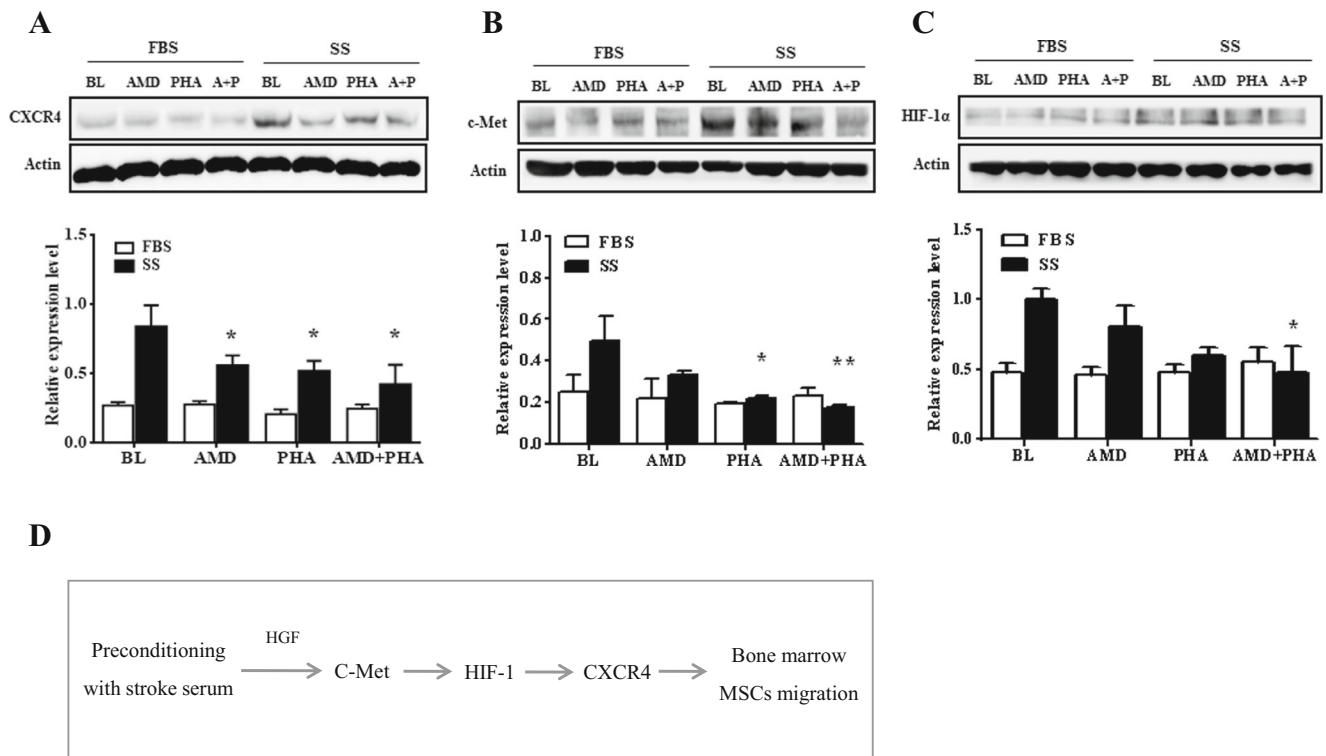 A
FBS SS
BL AMD PHA A+P BL AMD PHA A+P
CXCR4
Actin
Relative expression level
1.5
1.0
0.5
0.0
FBS
SS
* * *
BL AMD PHA AMD+PHA
B
FBS SS
BL AMD PHA A+P BL AMD PHA A+P
c-Met
Actin
Relative expression level
1.0
0.8
0.6
0.4
0.2
0.0
FBS
SS
* **
BL AMD PHA AMD+PHA
C
FBS SS
BL AMD PHA A+P BL AMD PHA A+P
HIF-1α
Actin
Relative expression level
1.5
1.0
0.5
0.0
FBS
SS
*
BL AMD PHA AMD+PHA
D
Preconditioning
with stroke serum
HGF
C-Met
HIF-1
CXCR4
Bone marrow
MSCs migration